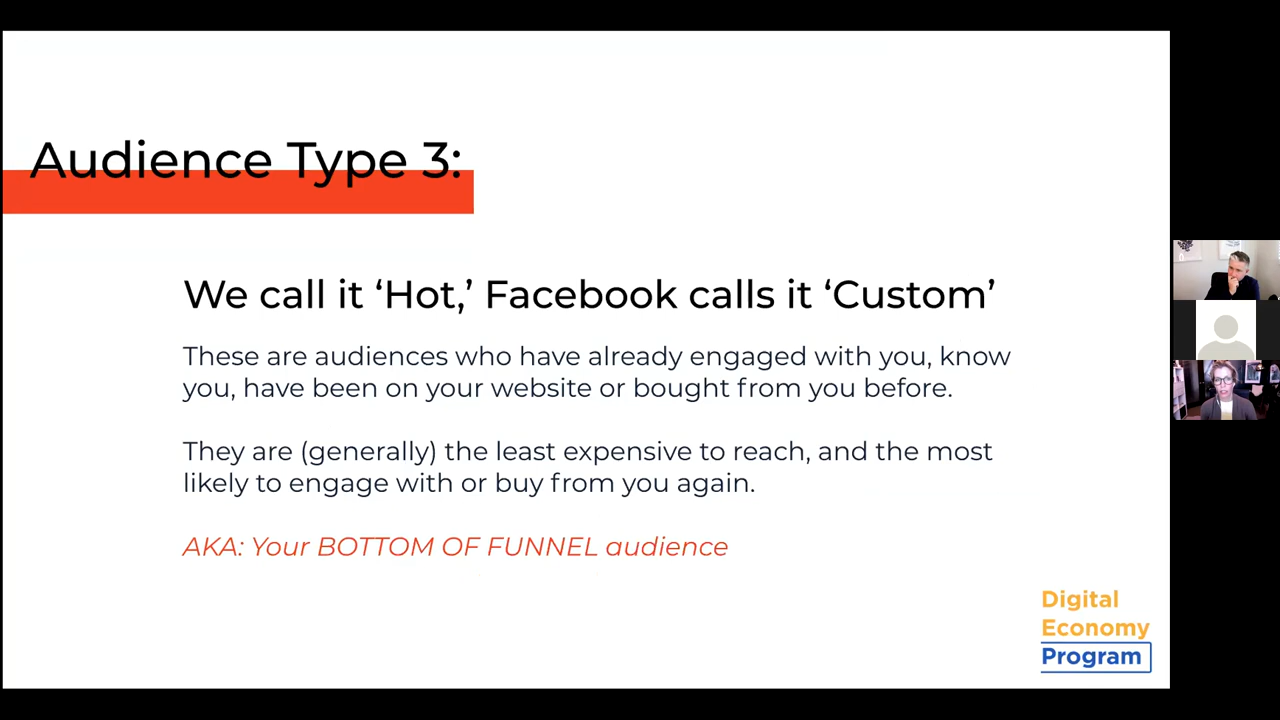 Audience Type 3:
We call it ‘Hot,’ Facebook calls it ‘Custom’
These are audiences who have already engaged with you, know
you, have been on your website or bought from you before.
They are (generally) the least expensive to reach, and the most
likely to engage with or buy from you again.
AKA: Your BOTTOM OF FUNNEL audience
Digital
Economy
Program